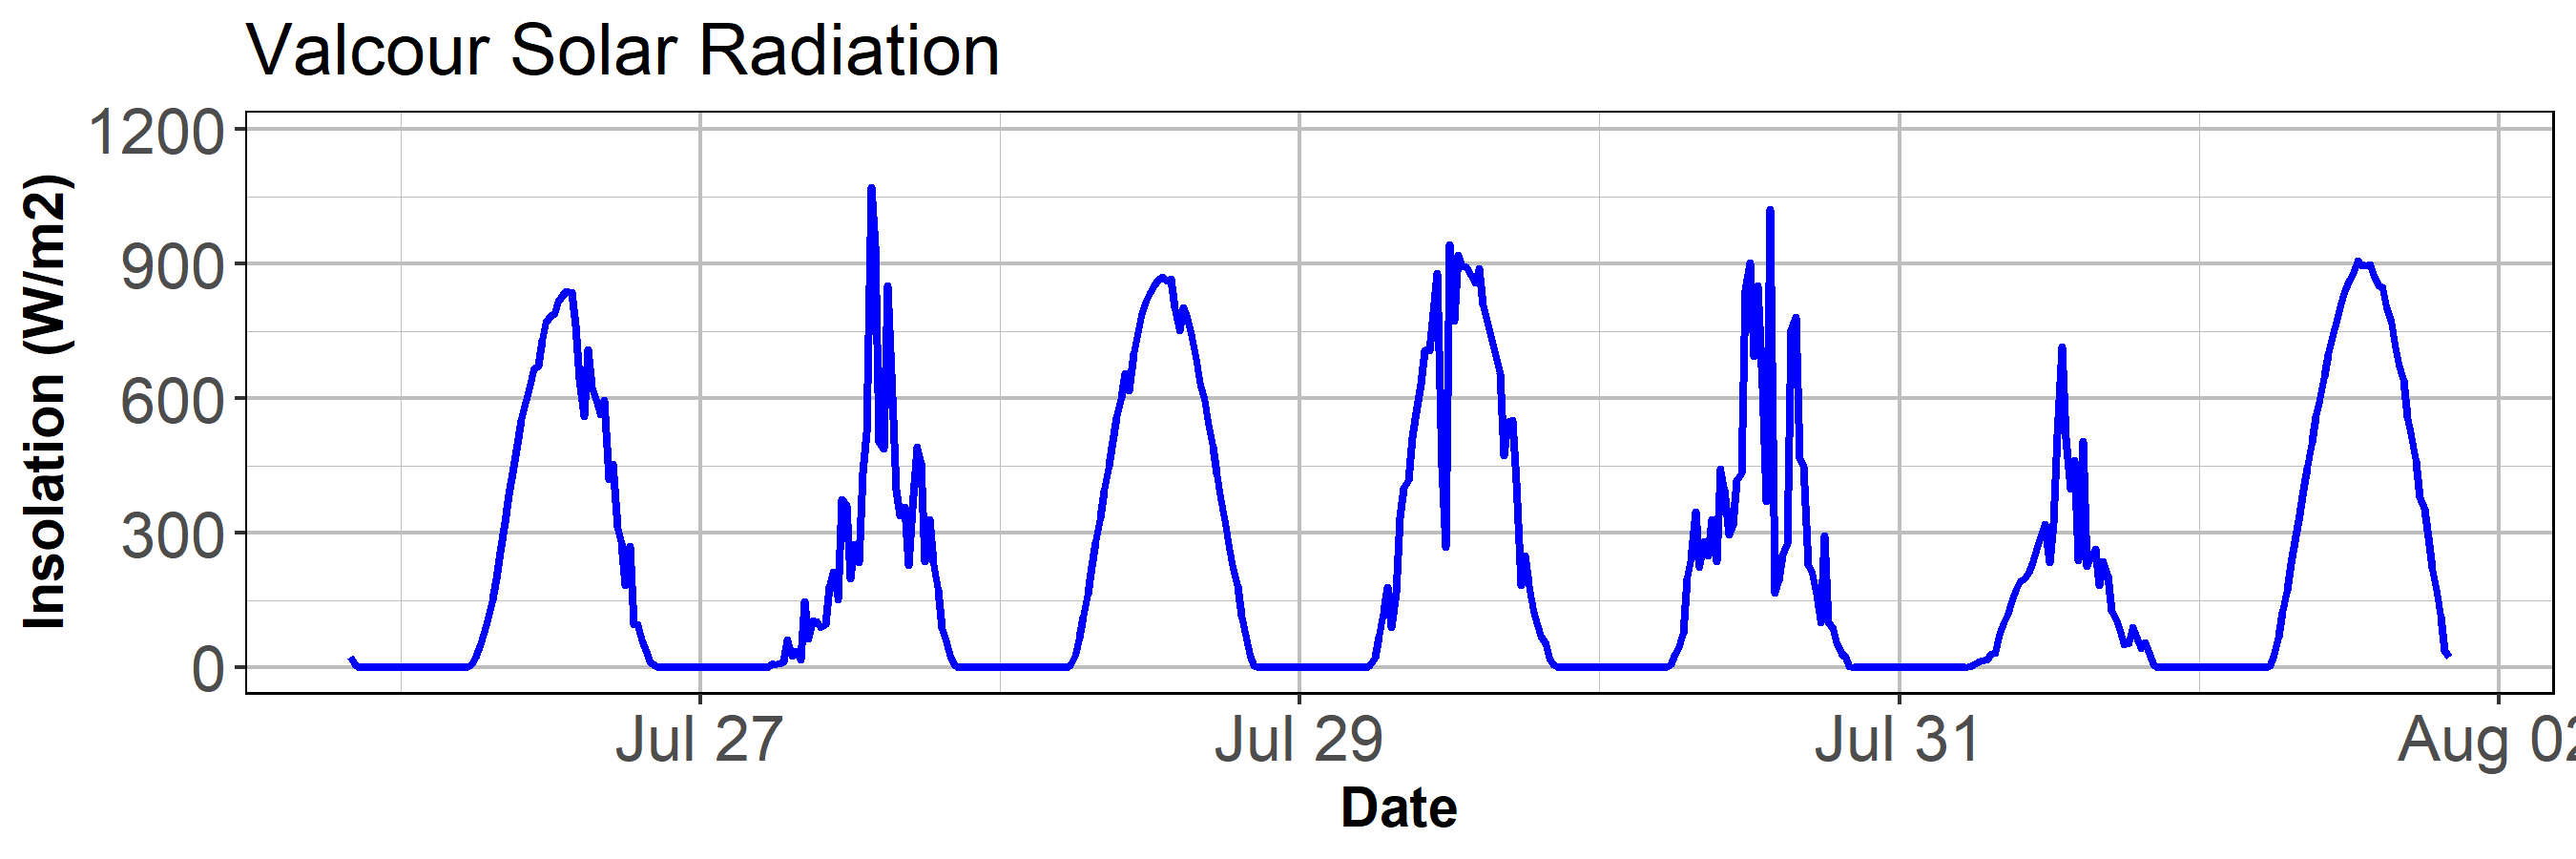 Valcour Solar Radiation
Insolation (W/m2)
1200
900
600
300
0
Jul 27
Jul 29
Jul 31
Aug 02
Date